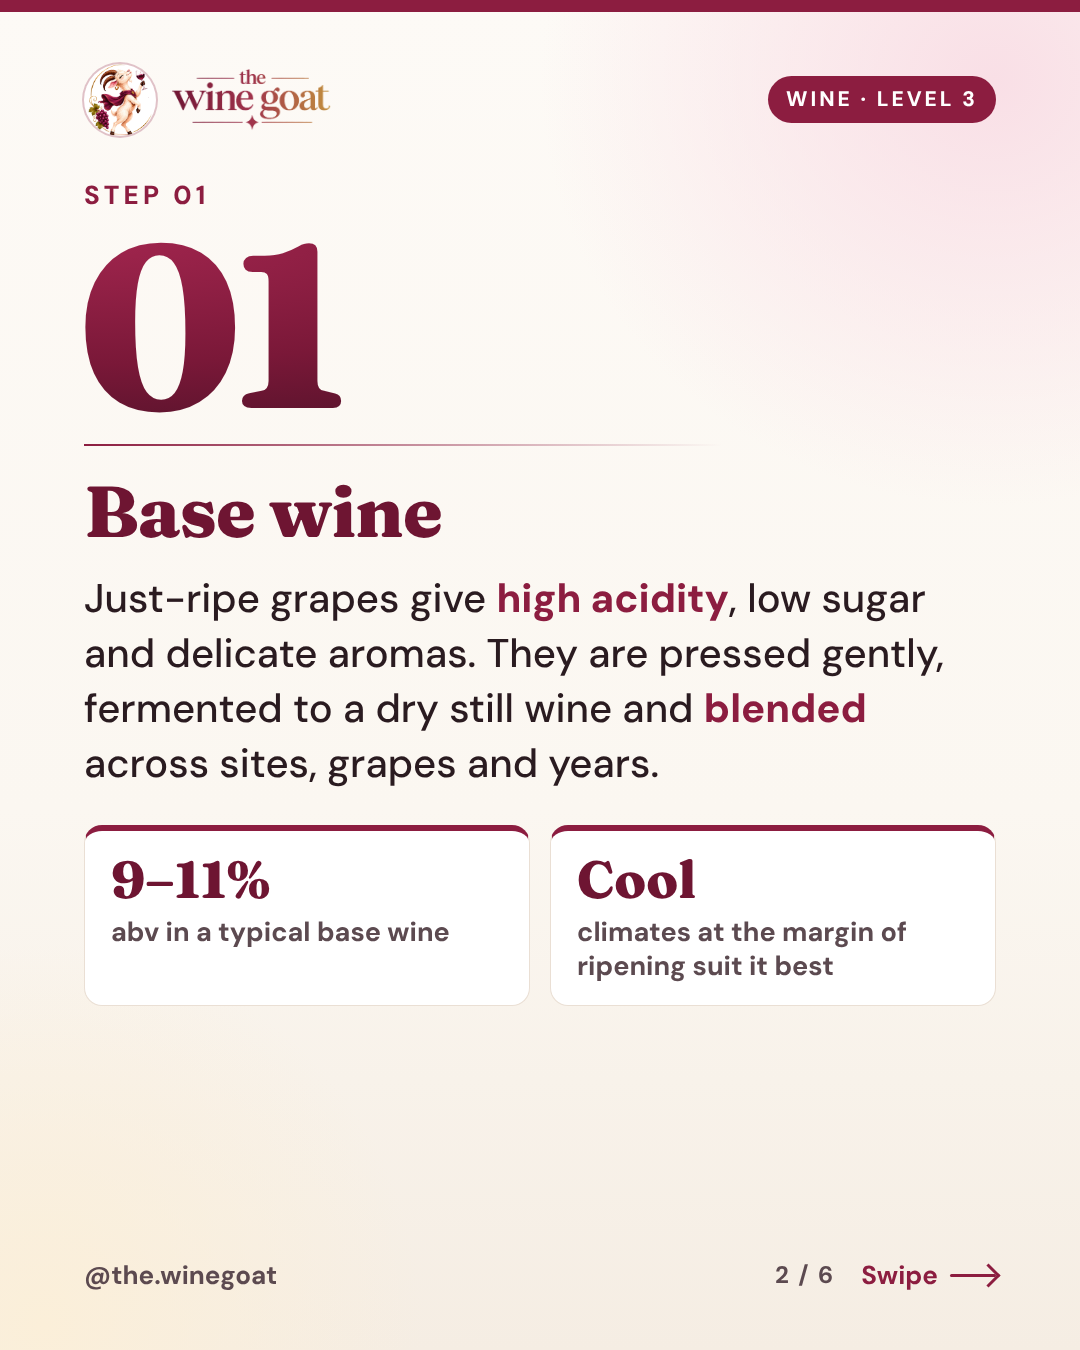 the
wine goat
WINE · LEVEL 3
STEP 01
01
Base wine
Just-ripe grapes give high acidity, low sugar
and delicate aromas. They are pressed gently,
fermented to a dry still wine and blended
across sites, grapes and years.
9–11%
abv in a typical base wine
Cool
climates at the margin of
ripening suit it best
@the.winegoat
2 / 6 Swipe